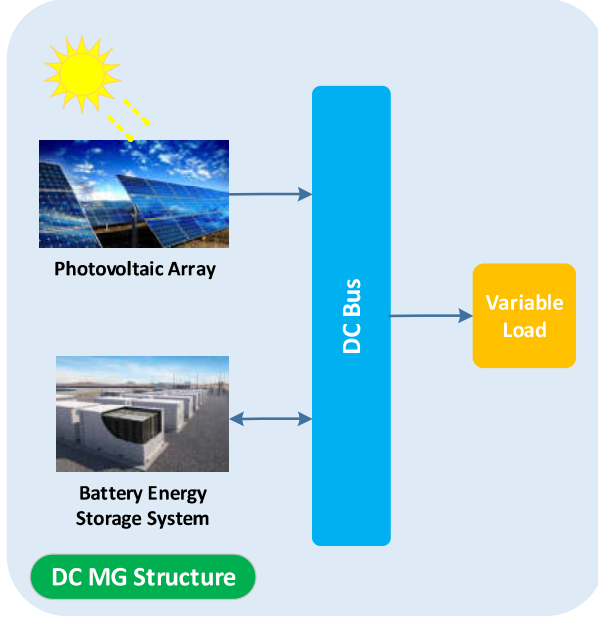 Photovoltaic Array
DC Bus
Variable
Load
Battery Energy
Storage System
DC MG Structure